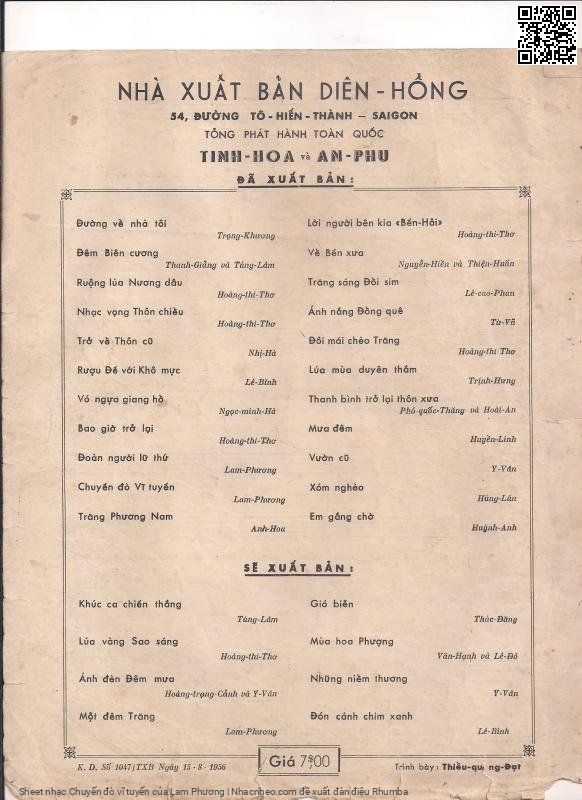 NHÀ XUẤT BẢN DIÊN-HỒNG
54, ĐƯỜNG TÔ-HIẾN-THÀNH - SAIGON
TỔNG PHÁT HÀNH TOÀN QUỐC
TINH-HOA và AN-PHU
ĐÃ XUẤT BẢN :
Đường về nhà tôi
Trọng-Khương
Đêm Biên cương
Thanh-Giảng và Tùng-Lâm
Ruộng lúa Nương dâu
Hoàng-thi-Thơ
Nhạc vọng Thôn chiều
Hoàng-thi-Thơ
Trở về Thôn cũ
Nhị-Hà
Rượu Đế với Khô mực
Lê-Bình
Vó ngựa giang hồ
Ngọc-minh-Hà
Bao giờ trở lại
Hoàng-thi-Thơ
Đoàn người lữ thứ
Lam-Phương
Chuyến đò Vĩ tuyến
Lam-Phương
Trăng Phương Nam
Anh-Hoa
Lời người bên kia «Bến-Hải»
Hoàng-thi-Thơ
Về Bến xưa
Nguyễn-Hiền và Thiện-Huấn
Trăng sáng Đồi sim
Lê-cao-Phan
Ánh nắng Đồng quê
Từ-Vũ
Đôi mái chèo Trăng
Hoàng-thi-Thơ
Lúa mùa duyên thắm
Trịnh-Hưng
Thanh bình trở lại thôn xưa
Phó quốc-Thăng và Hoài-An
Mưa đêm
Huyền-Linh
Vườn cũ
Y-Vân
Xóm nghèo
Hùng-Lân
Em gắng chờ
Huỳnh-Anh
SẼ XUẤT BẢN :
Khúc ca chiến thắng
Tùng-Lâm
Lúa vàng Sao sáng
Hoàng-thi-Thơ
Ánh đèn Đêm mưa
Hoàng-trọng-Cảnh và Y-Vân
Một đêm Trăng
Lam-Phương
Gió biển
Thúc-Đăng
Mùa hoa Phượng
Văn-Hạnh và Lê-Đô
Những niềm thương
Y-Vân
Đón cánh chim xanh
Lê-Bình
K. D. Số 1047/TXB Ngày 15-8-1956
Giá 7$00
Trình bày : Thiều-quang-Đạt
Sheet nhạc Chuyến đò vĩ tuyến của Lam Phương | Nhacnheo.com đề xuất đàn điệu Rhumba